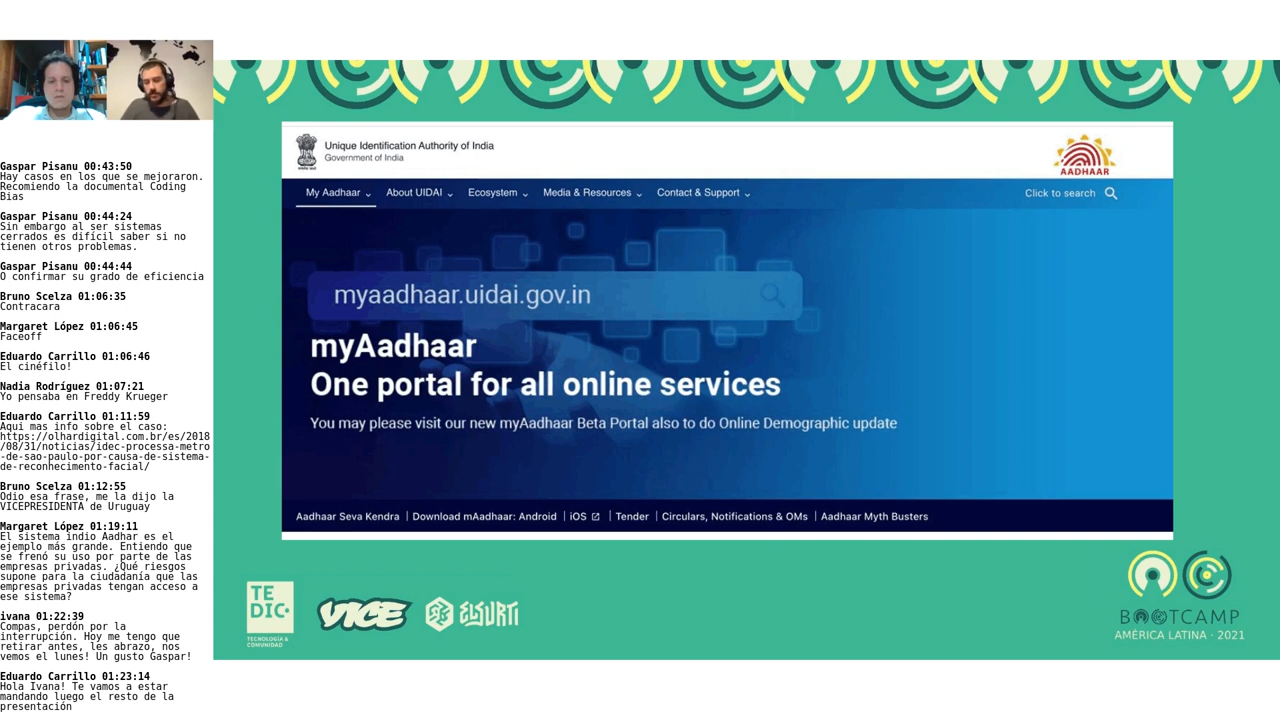 Gaspar Pisanu 00:43:50
Hay casos en los que se mejoraron.
Recomiendo la documental Coding
Bias
Gaspar Pisanu 00:44:24
Sin embargo al ser sistemas
cerrados es dificil saber si no
tienen otros problemas.
Gaspar Pisanu 00:44:44
O confirmar su grado de eficiencia
Bruno Scelza 01:06:35
Contracara
Margaret López 01:06:45
Faceoff
Eduardo Carrillo 01:06:46
El cinéfilo!
Nadia Rodríguez 01:07:21
Yo pensaba en Freddy Krueger
Eduardo Carrillo 01:11:59
Aqui mas info sobre el caso:
https://olhardigital.com.br/es/2018
/08/31/noticias/idec-processa-metro
-de-sao-paulo-por-causa-de-sistema-
de-reconhecimento-facial/
Bruno Scelza 01:12:55
Odio esa frase, me la dijo la
VICEPRESIDENTA de Uruguay
Margaret López 01:19:11
El sistema indio Aadhar es el
ejemplo más grande. Entiendo que
se frenó su uso por parte de las
empresas privadas. ¿Qué riesgos
supone para la ciudadanía que las
empresas privadas tengan acceso a
ese sistema?
ivana 01:22:39
Compas, perdón por la
interrupción. Hoy me tengo que
retirar antes, les abrazo, nos
vemos el lunes! Un gusto Gaspar!
Eduardo Carrillo 01:23:14
Hola Ivana! Te vamos a estar
mandando luego el resto de la
presentación
Unique Identification Authority of India
Government of India
AADHAAR
My Aadhaar About UIDAI Ecosystem Media & Resources Contact & Support Click to search
myaadhaar.uidai.gov.in
myAadhaar
One portal for all online services
You may please visit our new myAadhaar Beta Portal also to do Online Demographic update
Aadhaar Seva Kendra | Download mAadhaar: Android | iOS | Tender | Circulars, Notifications & OMs | Aadhaar Myth Busters
TE
DIC
TECNOLOGÍA &
COMUNIDAD
VICE
ELSURTI
BOOTCAMP
AMÉRICA LATINA · 2021